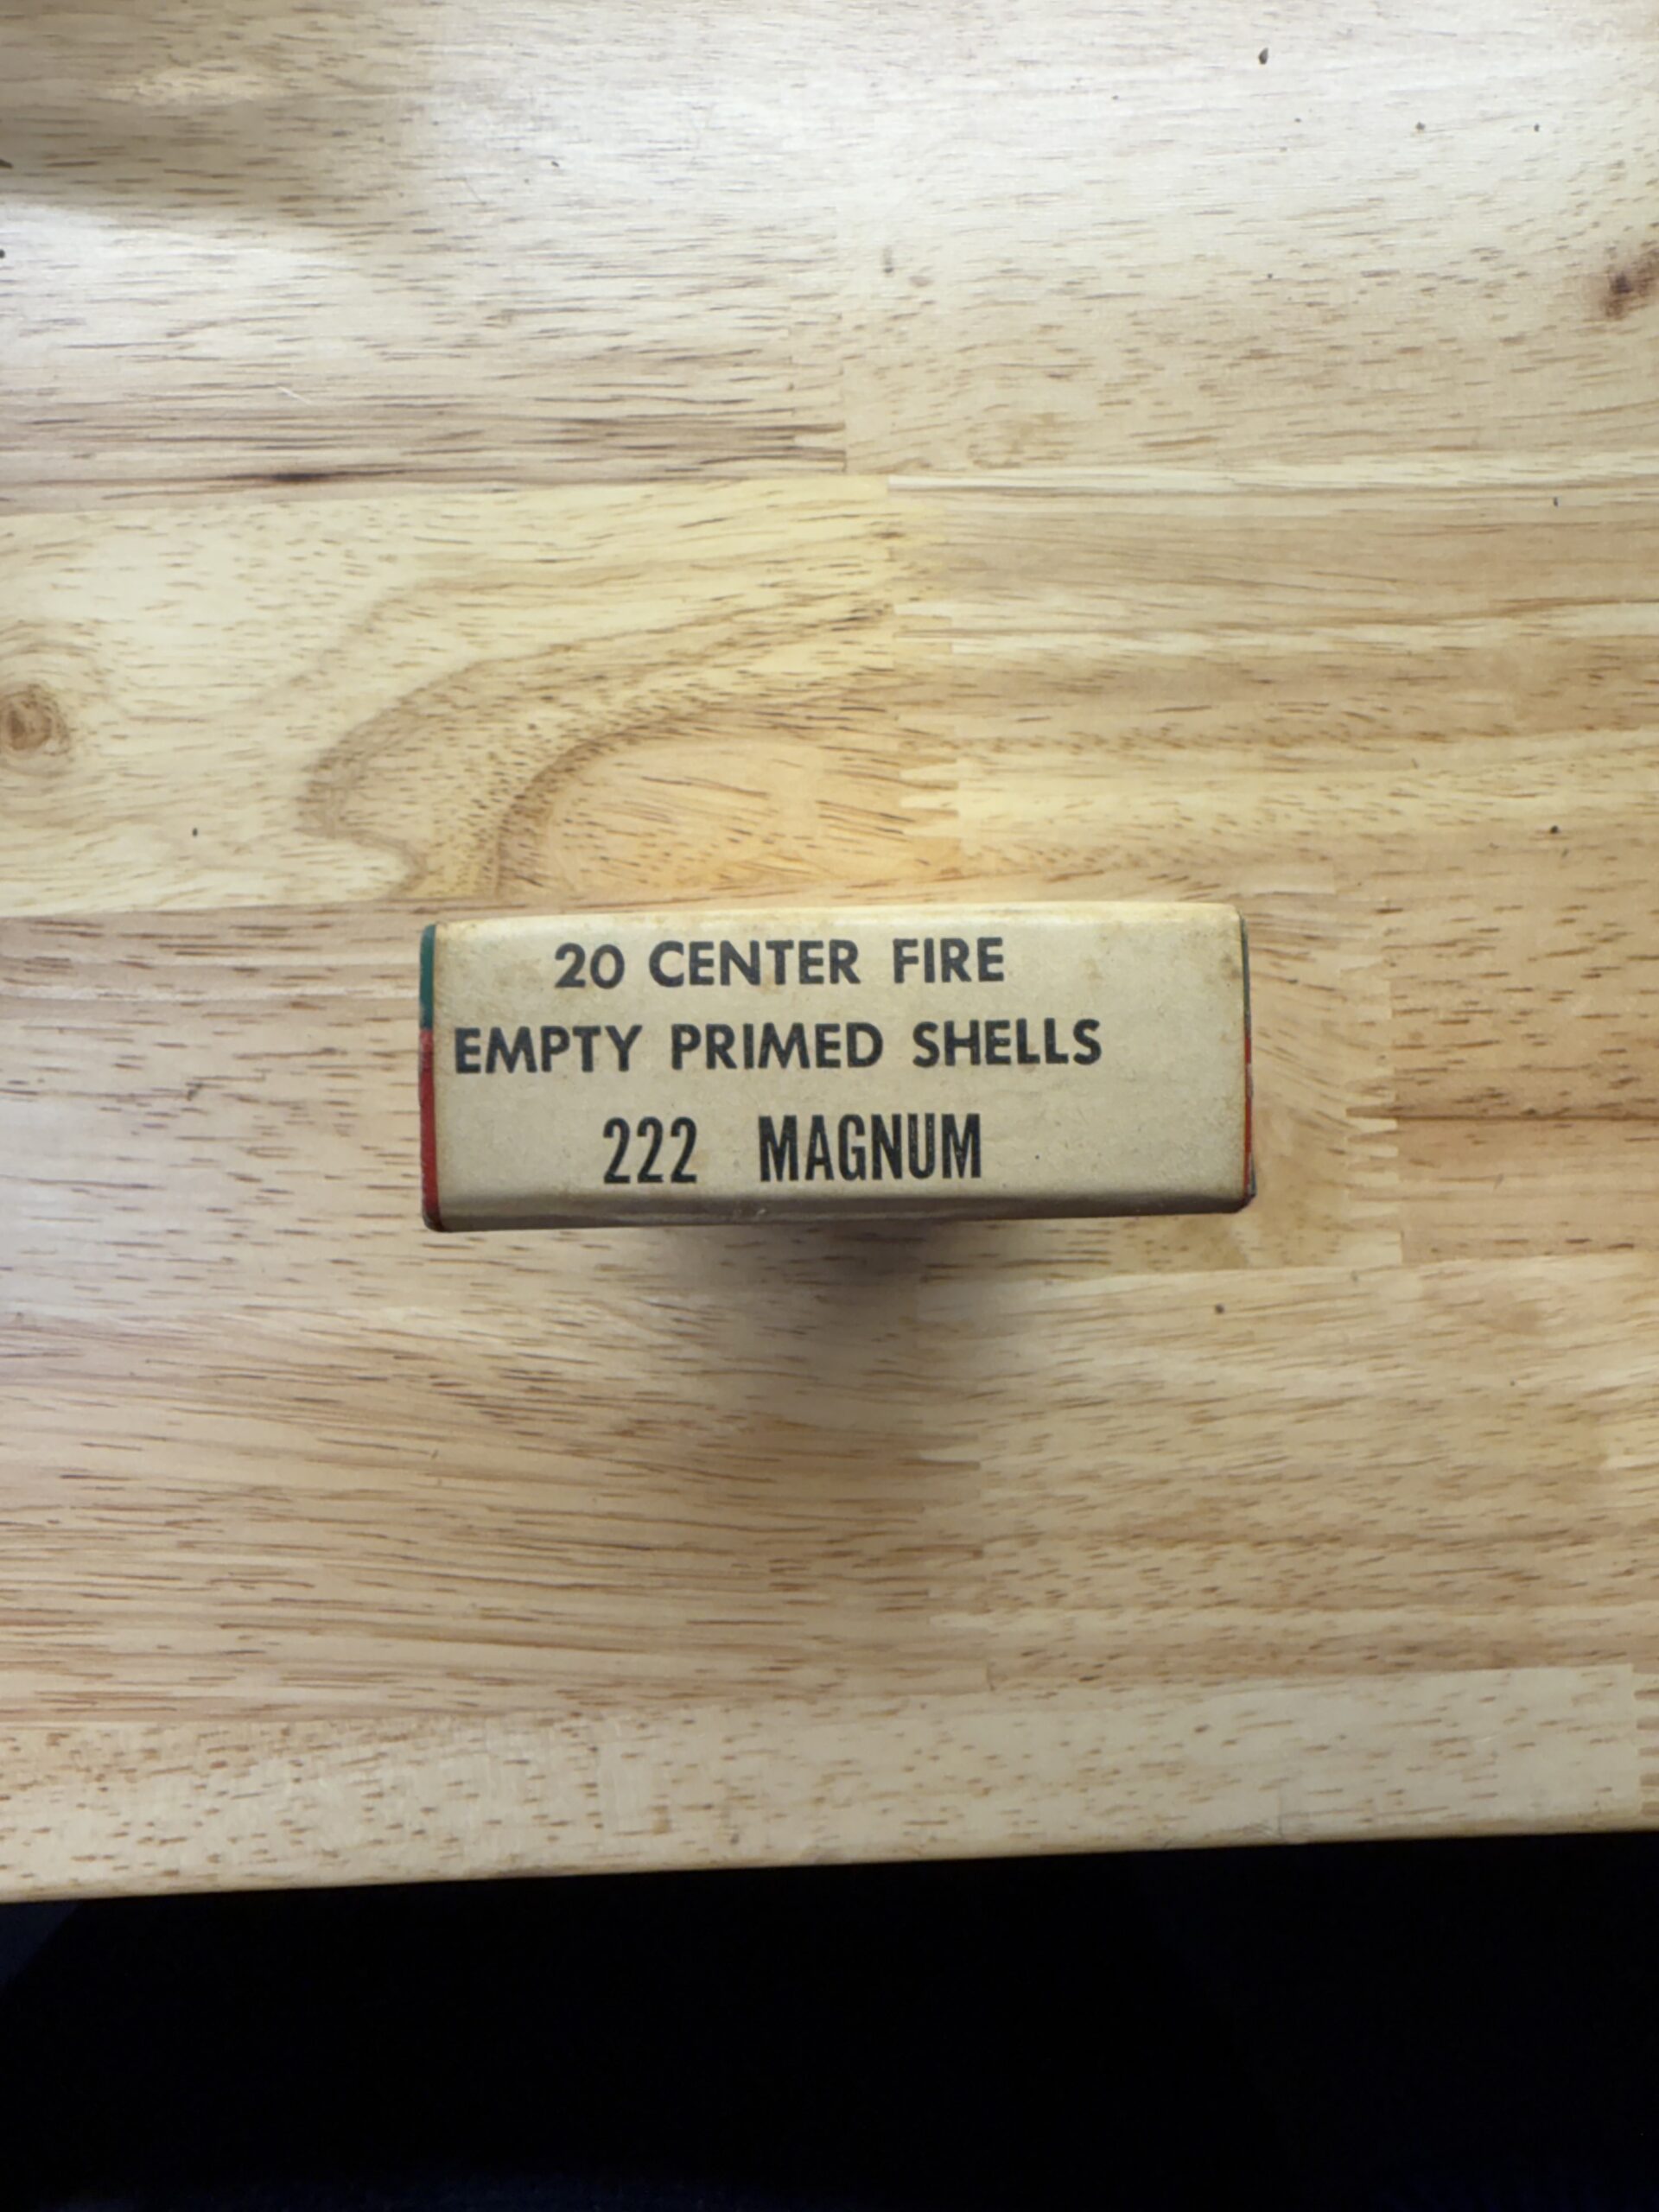 20 CENTER FIRE
EMPTY PRIMED SHELLS
222 MAGNUM